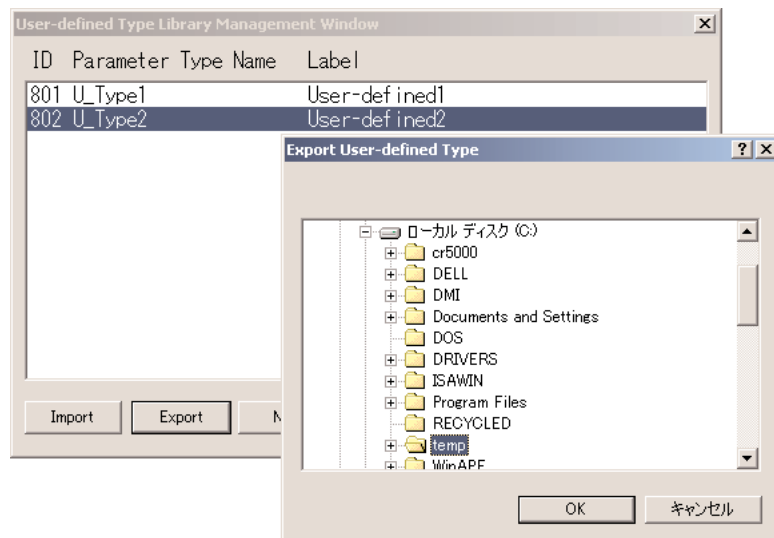 User-defined Type Library Management Window
ID Parameter Type Name Label
801 U_Type1 User-defined1
802 U_Type2 User-defined2
Export User-defined Type
ローカル ディスク (C:)
cr5000
DELL
DMI
Documents and Settings
DOS
DRIVERS
ISAWIN
Program Files
RECYCLED
temp
Import Export
OK キャンセル